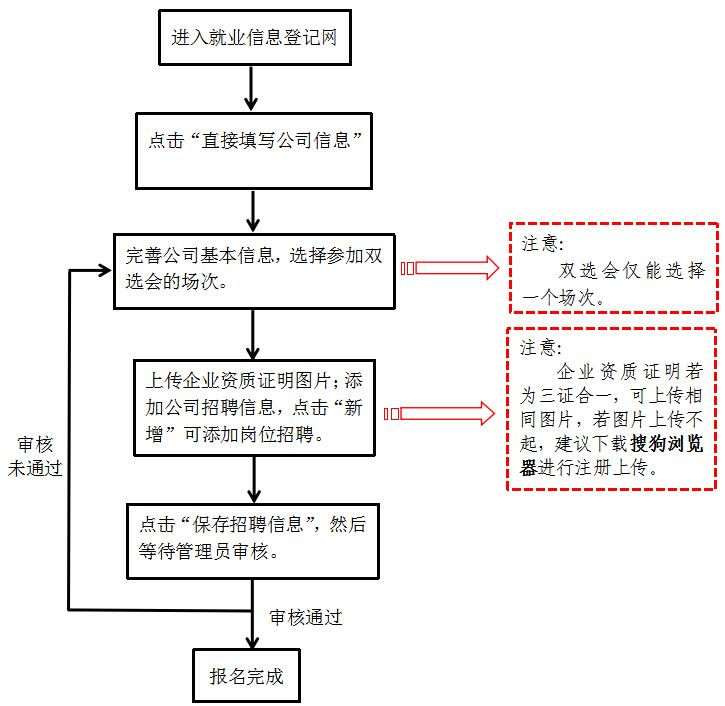 进入就业信息登记网
点击“直接填写公司信息”
完善公司基本信息，选择参加双
选会的场次。
注意：
双选会仅能选择
一个场次。
上传企业资质证明图片；添
加公司招聘信息，点击“新
增”可添加岗位招聘。
注意：
企业资质证明若
为三证合一，可上传相
同图片，若图片上传不
起，建议下载搜狗浏览
器进行注册上传。
审核
未通过
点击“保存招聘信息”，然后
等待管理员审核。
审核通过
报名完成